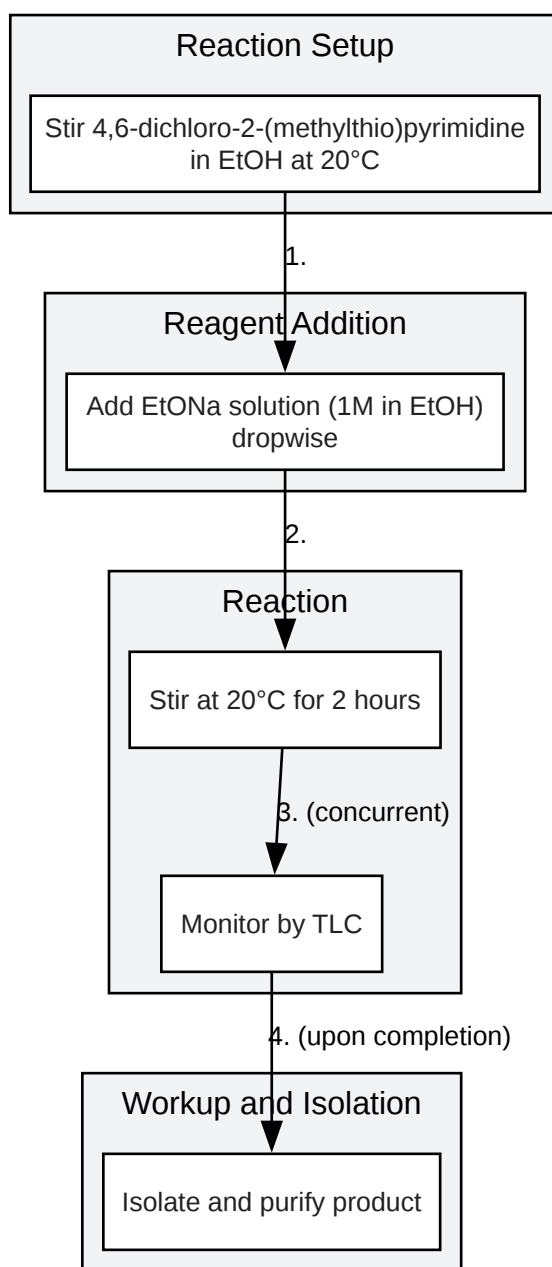 Reaction Setup
Stir 4,6-dichloro-2-(methylthio)pyrimidine
in EtOH at 20°C
1.
Reagent Addition
Add EtONa solution (1M in EtOH)
dropwise
2.
Reaction
Stir at 20°C for 2 hours
3. (concurrent)
Monitor by TLC
4. (upon completion)
Workup and Isolation
Isolate and purify product